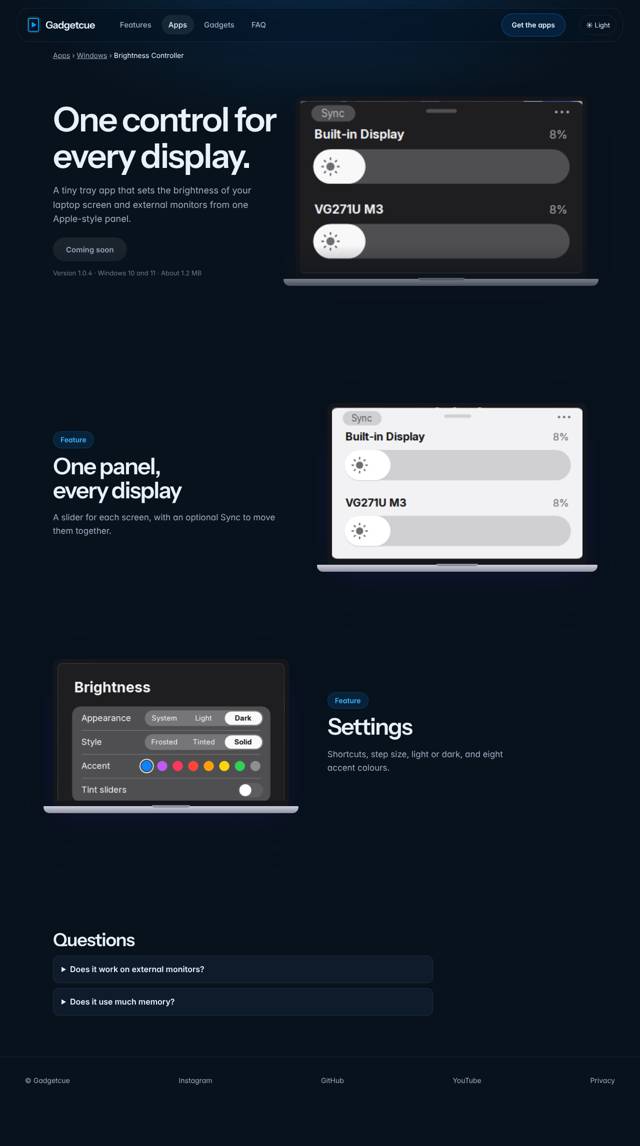 Gadgetcue
Features
Apps
Gadgets
FAQ
Get the apps
Light
Apps › Windows › Brightness Controller
One control for
every display.
A tiny tray app that sets the brightness of your
laptop screen and external monitors from one
Apple-style panel.
Coming soon
Version 1.0.4 · Windows 10 and 11 · About 1.2 MB
Sync
Built-in Display 8%
VG271U M3 8%
Feature
One panel,
every display
A slider for each screen, with an optional Sync to move
them together.
Sync
Built-in Display 8%
VG271U M3 8%
Brightness
Appearance System Light Dark
Style Frosted Tinted Solid
Accent
Tint sliders
Feature
Settings
Shortcuts, step size, light or dark, and eight
accent colours.
Questions
Does it work on external monitors?
Does it use much memory?
© Gadgetcue
Instagram
GitHub
YouTube
Privacy